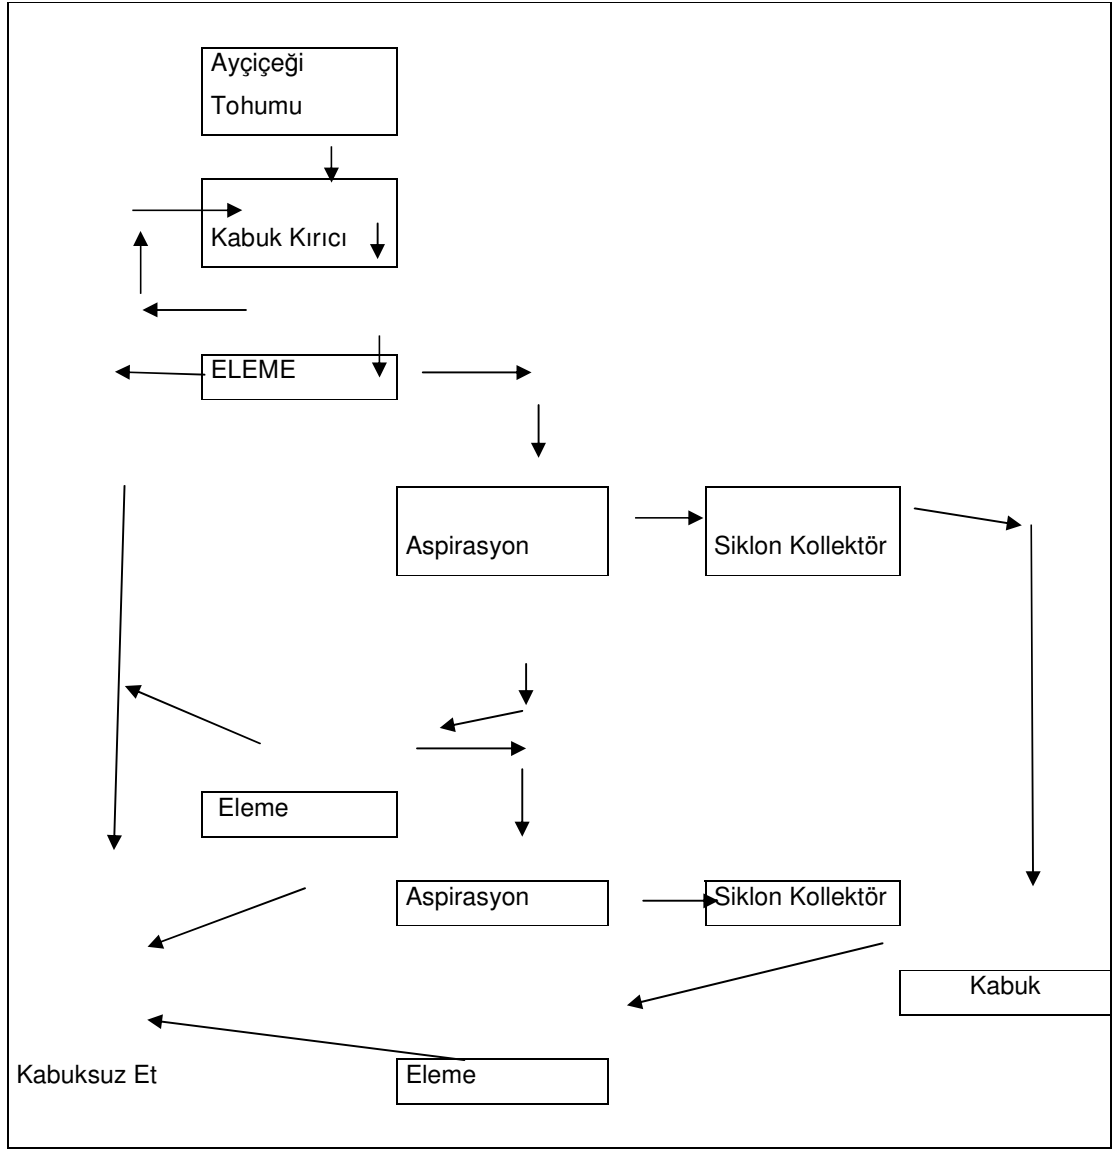 Ayçiçeği
Tohumu
Kabuk Kırıcı
ELEME
Aspirasyon
Siklon Kollektör
Eleme
Aspirasyon
Siklon Kollektör
Kabuk
Kabuksuz Et
Eleme